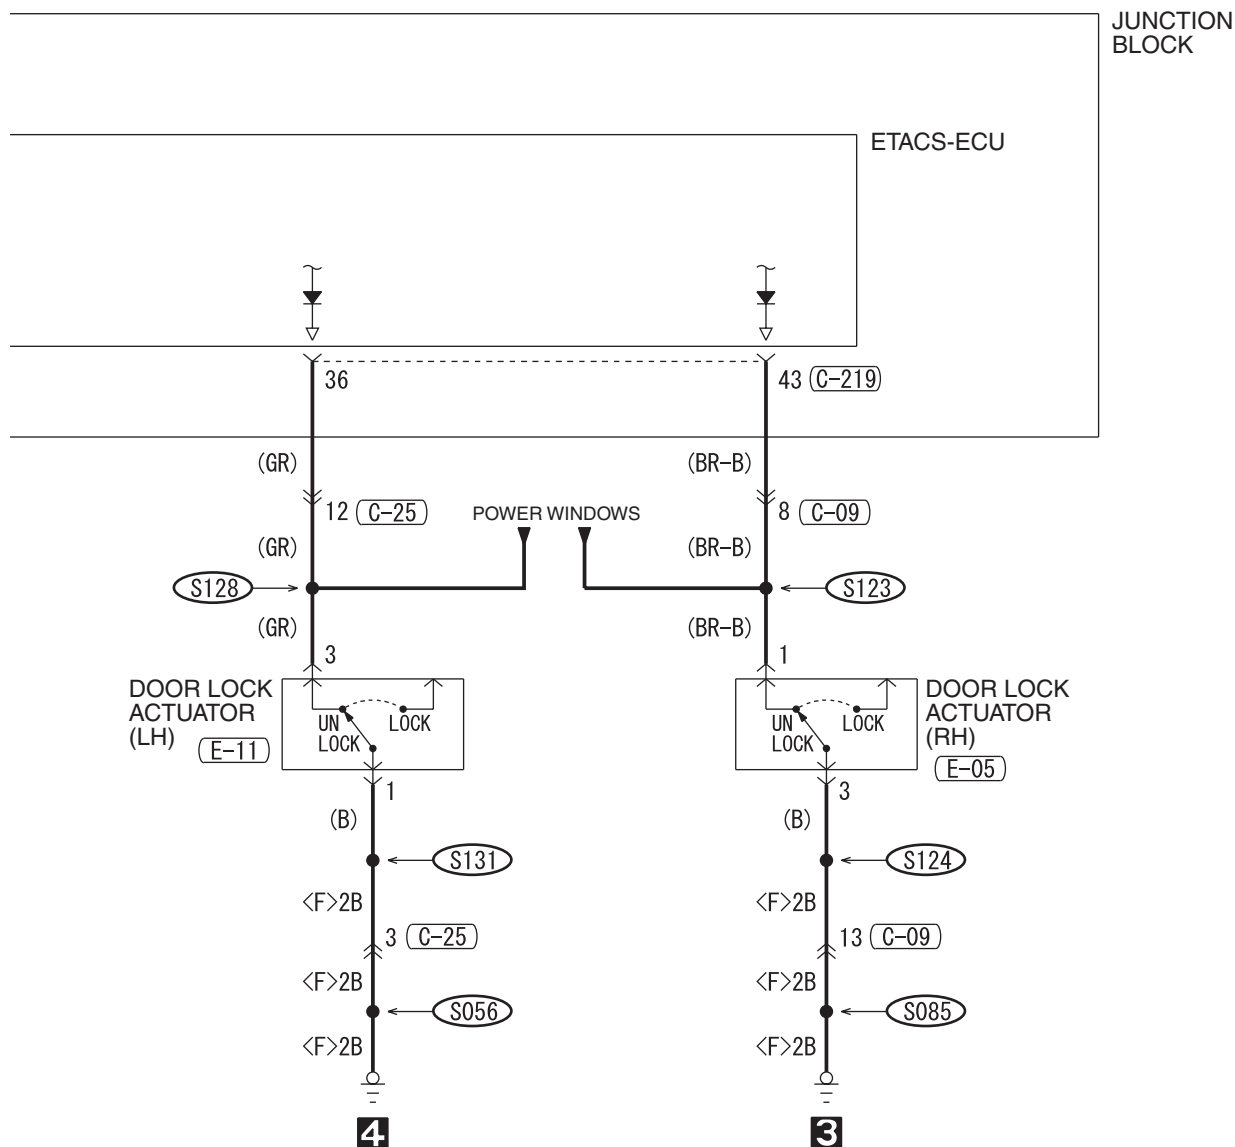 JUNCTION
BLOCK
ETACS-ECU
36
43 C-219
(GR)
(BR-B)
12 C-25
POWER WINDOWS
8 C-09
(GR)
(BR-B)
S128
S123
(GR)
(BR-B)
3
1
DOOR LOCK
ACTUATOR
(LH)
E-11
UN
LOCK
LOCK
UN
LOCK
LOCK
DOOR LOCK
ACTUATOR
(RH)
E-05
1
3
(B)
(B)
S131
S124
<F>2B
<F>2B
3 C-25
13 C-09
<F>2B
<F>2B
S056
S085
<F>2B
<F>2B
4
3